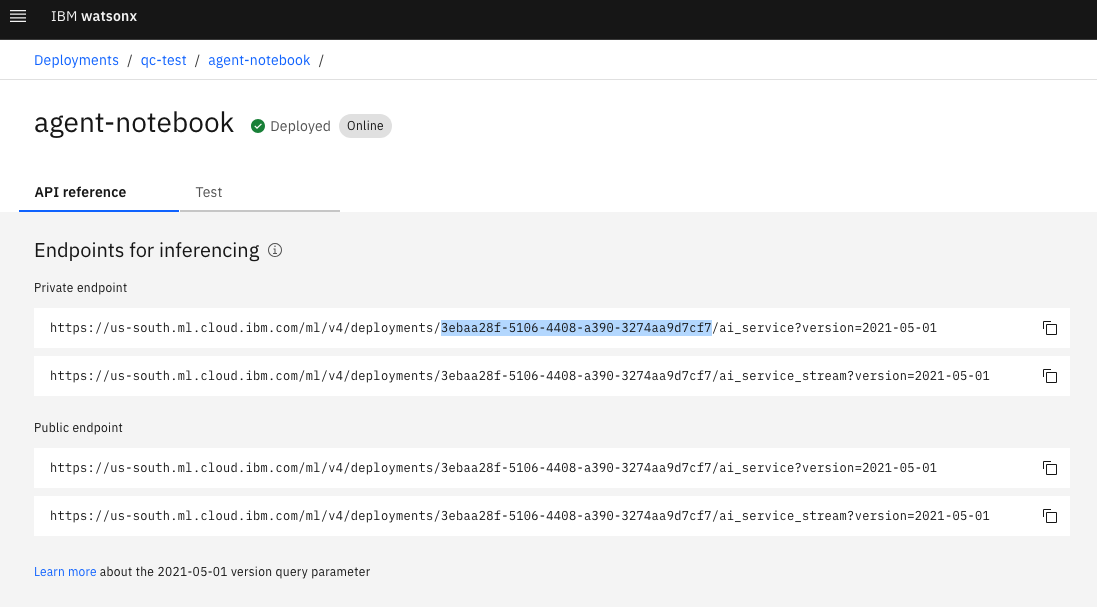 IBM watsonx
Deployments / qc-test / agent-notebook /
agent-notebook Deployed Online
API reference Test
Endpoints for inferencing
Private endpoint
https://us-south.ml.cloud.ibm.com/ml/v4/deployments/3ebaa28f-5106-4408-a390-3274aa9d7cf7/ai_service?version=2021-05-01
https://us-south.ml.cloud.ibm.com/ml/v4/deployments/3ebaa28f-5106-4408-a390-3274aa9d7cf7/ai_service_stream?version=2021-05-01
Public endpoint
https://us-south.ml.cloud.ibm.com/ml/v4/deployments/3ebaa28f-5106-4408-a390-3274aa9d7cf7/ai_service?version=2021-05-01
https://us-south.ml.cloud.ibm.com/ml/v4/deployments/3ebaa28f-5106-4408-a390-3274aa9d7cf7/ai_service_stream?version=2021-05-01
Learn more about the 2021-05-01 version query parameter